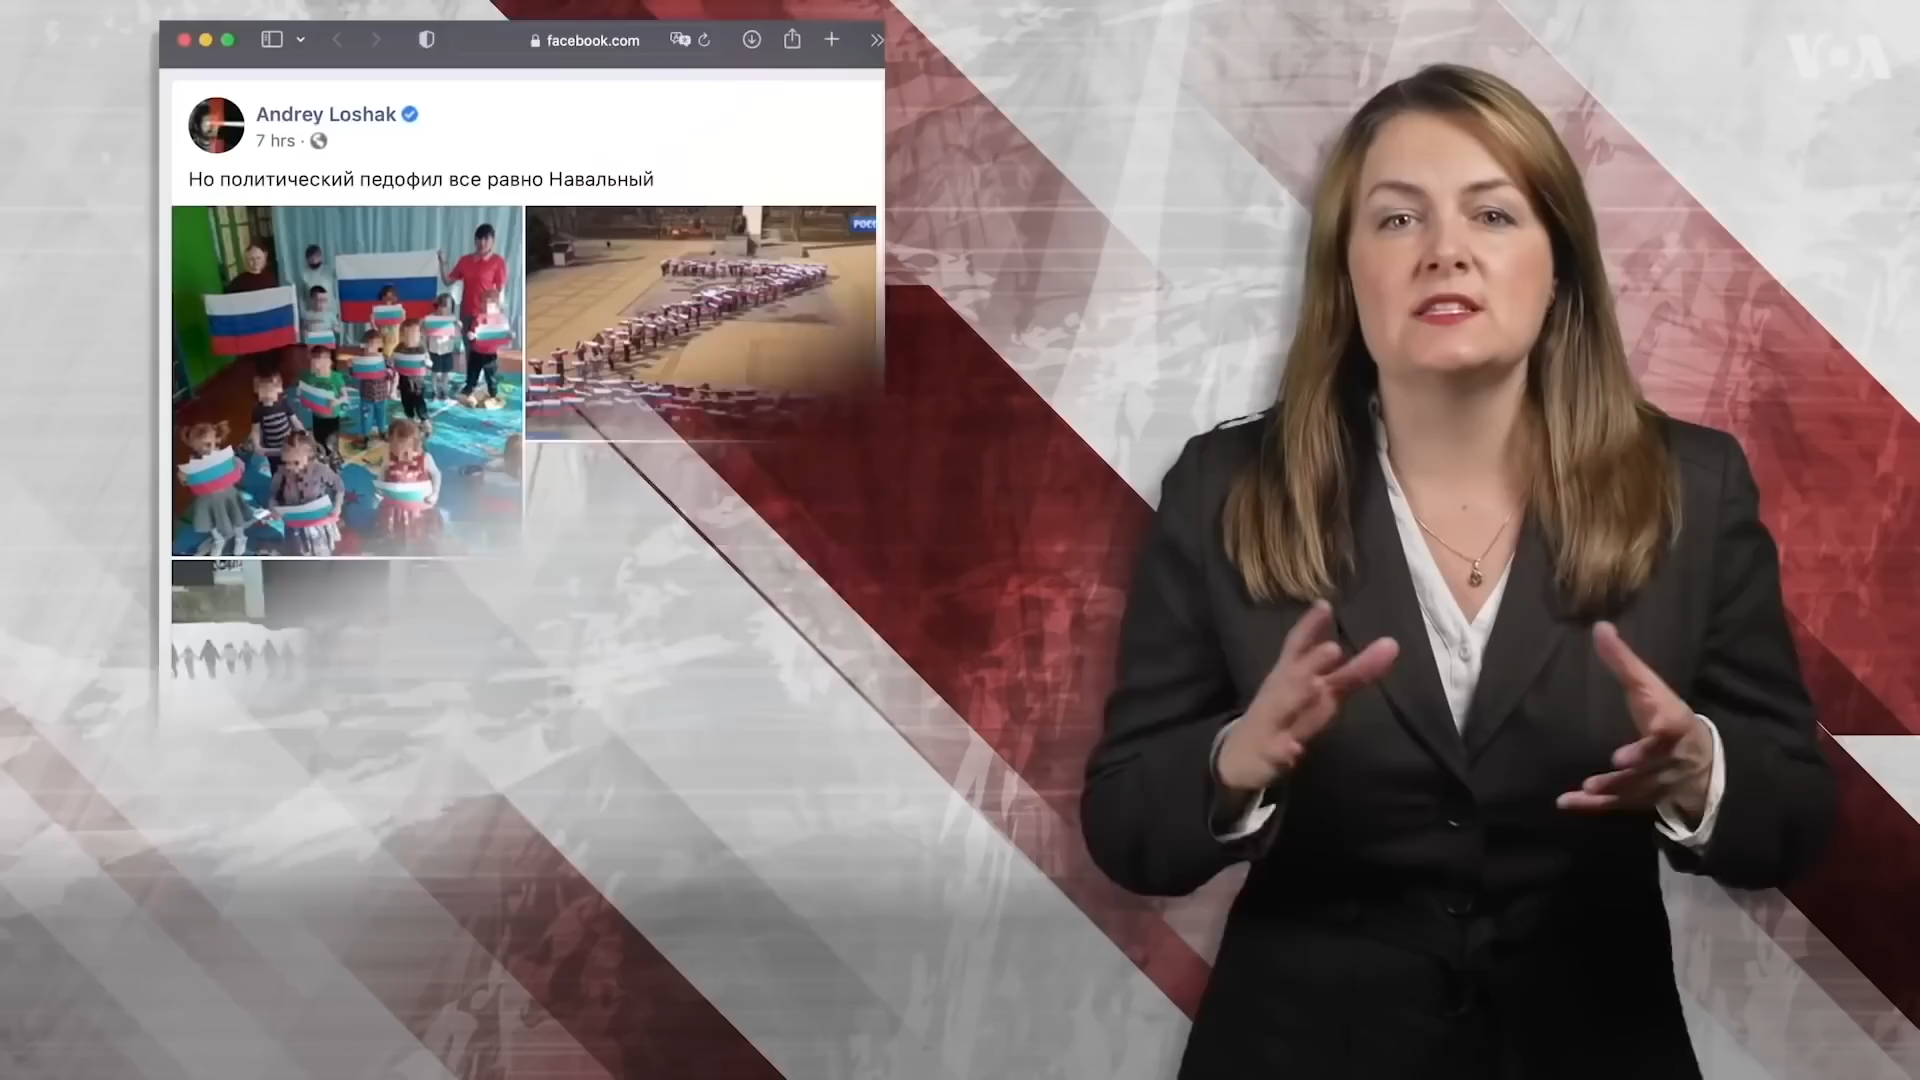 facebook.com
VOA
Andrey Loshak
7 hrs
Но политический педофил все равно Навальный